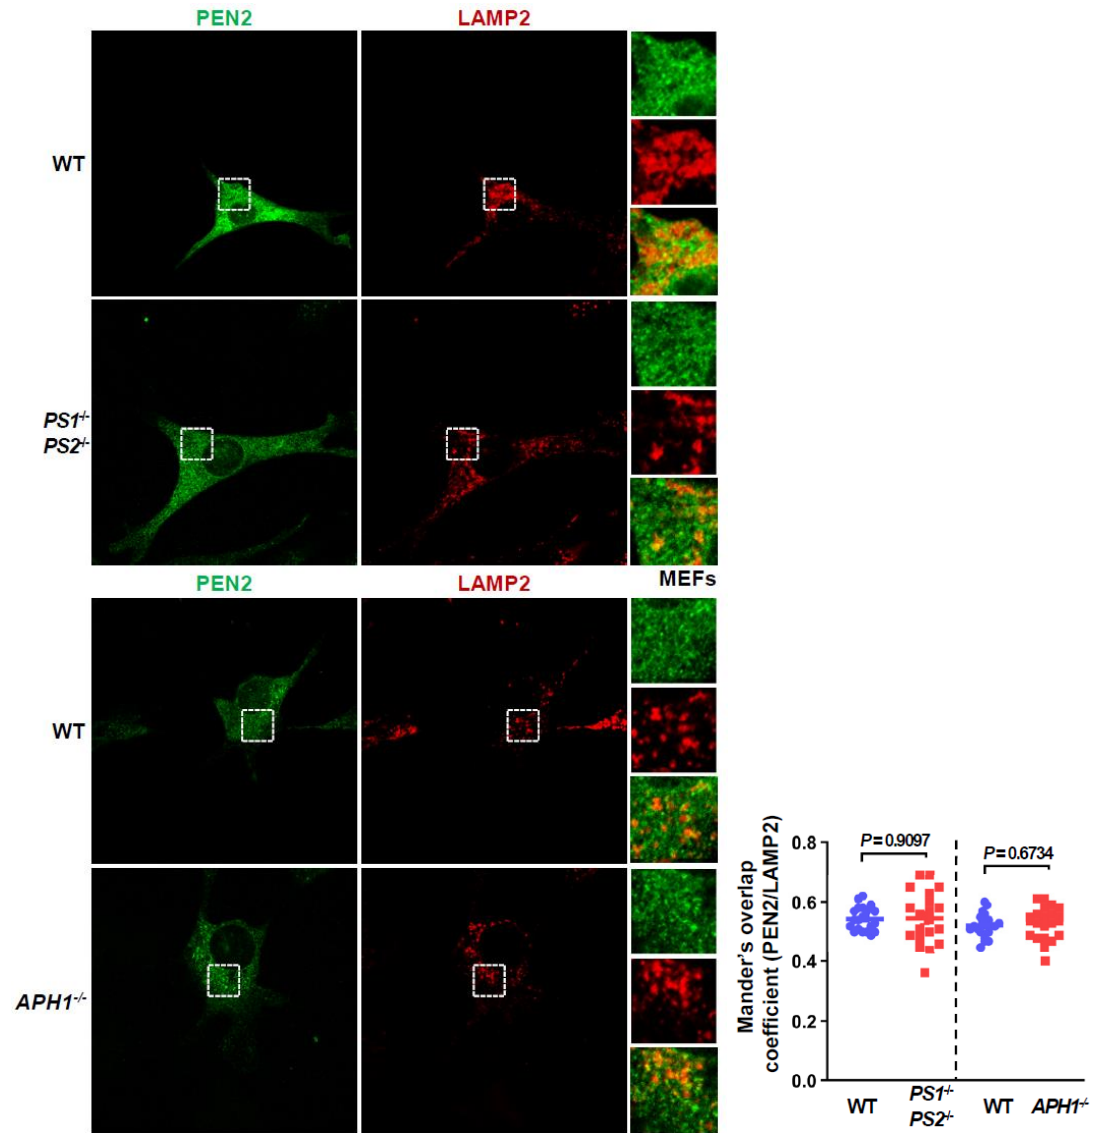 PEN2 LAMP2
WT
PS1-/-
PS2-/-
MEFs
PEN2 LAMP2
WT
APH1-/-
Mander's overlap
coefficient (PEN2/LAMP2)
0.8
0.6
0.4
0.2
0.0
P = 0.9097
P = 0.6734
WT PS1-/- WT APH1-/-
PS2-/-